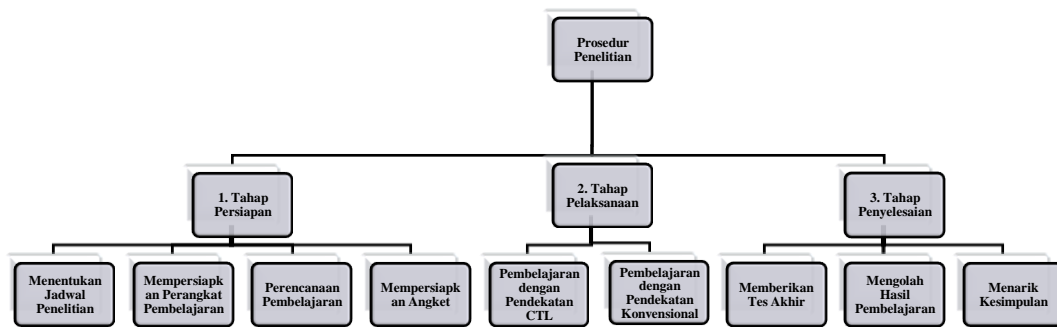 Prosedur
Penelitian
1. Tahap
Persiapan
2. Tahap
Pelaksanaan
3. Tahap
Penyelesaian
Menentukan
Jadwal
Penelitian
Mempersiapk
an Perangkat
Pembelajaran
Perencanaan
Pembelajaran
Mempersiapk
an Angket
Pembelajaran
dengan
Pendekatan
CTL
Pembelajaran
dengan
Pendekatan
Konvensional
Memberikan
Tes Akhir
Mengolah
Hasil
Pembelajaran
Menarik
Kesimpulan